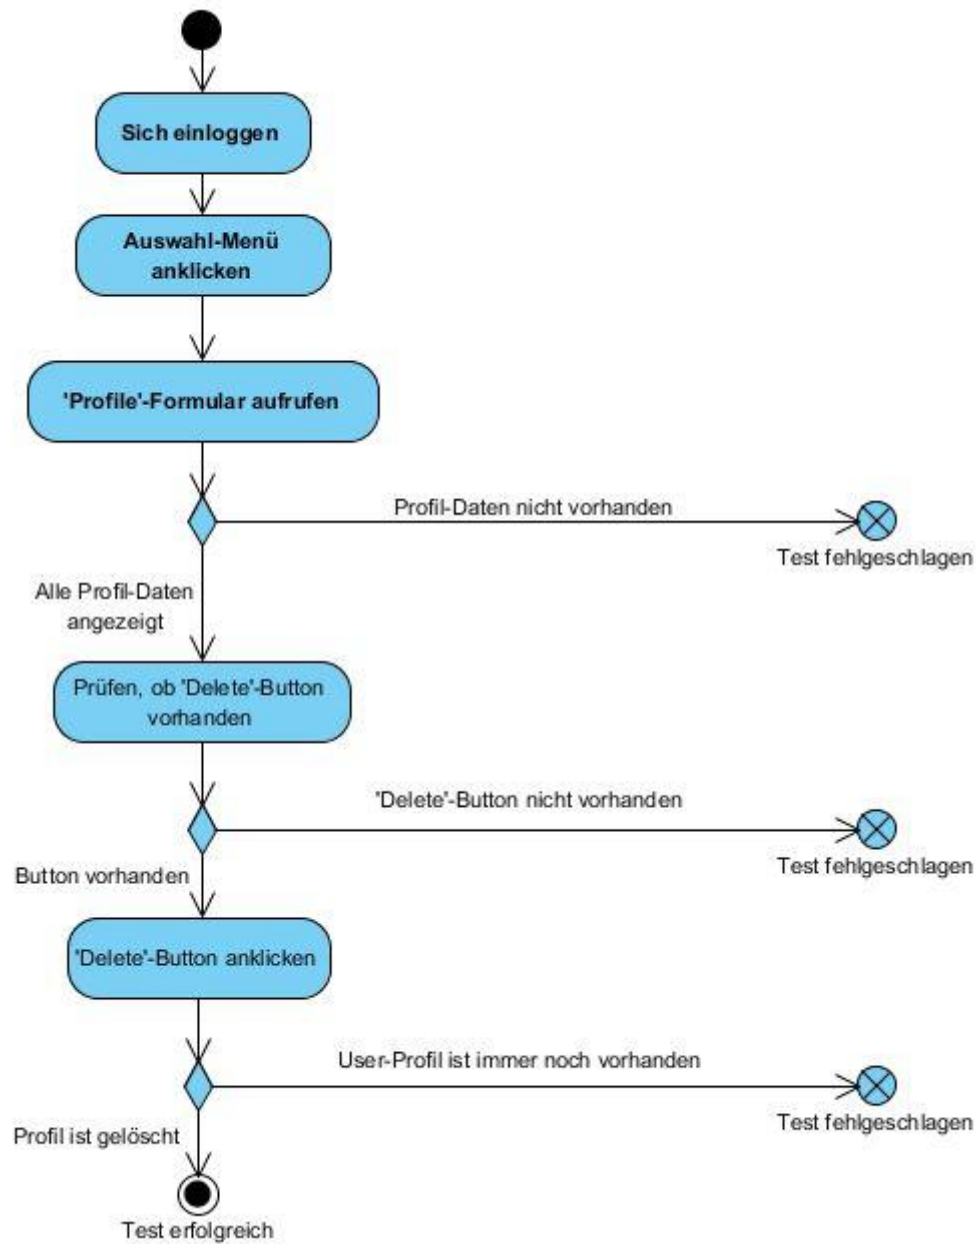 Sich einloggen
Auswahl-Menü
anklicken
'Profile'-Formular aufrufen
Profil-Daten nicht vorhanden
Test fehlgeschlagen
Alle Profil-Daten
angezeigt
Prüfen, ob 'Delete'-Button
vorhanden
'Delete'-Button nicht vorhanden
Test fehlgeschlagen
Button vorhanden
'Delete'-Button anklicken
User-Profil ist immer noch vorhanden
Test fehlgeschlagen
Profil ist gelöscht
Test erfolgreich